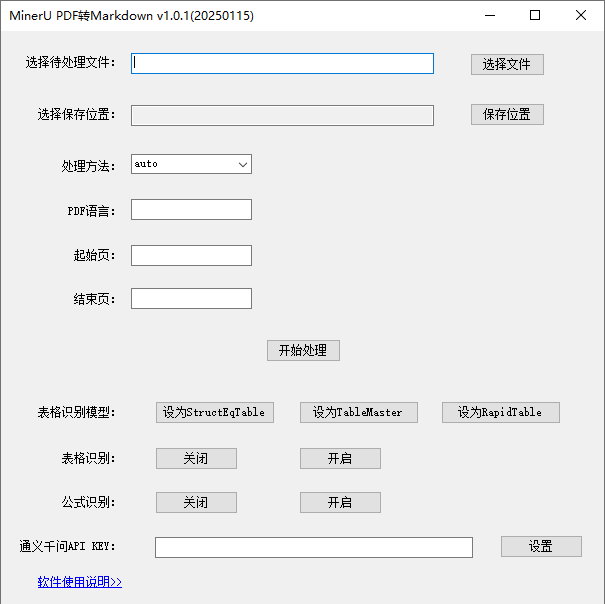 MinerU PDF转Markdown v1.0.1(20250115)
选择待处理文件： 选择文件
选择保存位置： 保存位置
处理方法： auto
PDF语言：
起始页：
结束页：
开始处理
表格识别模型： 设为StructEqTable 设为TableMaster 设为RapidTable
表格识别： 关闭 开启
公式识别： 关闭 开启
通义千问API KEY： 设置
软件使用说明>>